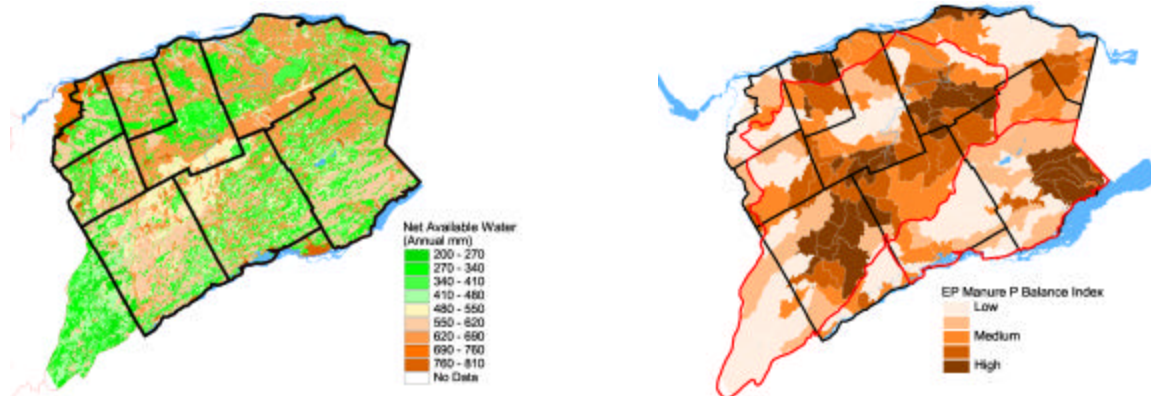 Net Available Water
(Annual mm)
200 - 270
270 - 340
340 - 410
410 - 480
480 - 550
550 - 620
620 - 690
690 - 760
760 - 810
No Data
EP Manure P Balance Index
Low
Medium
High